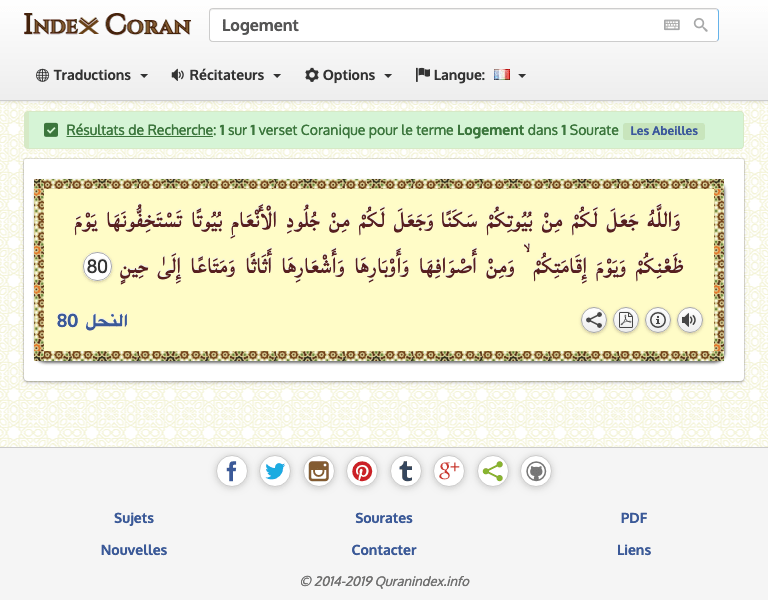 Index Coran
Logement
Traductions Récitateurs Options Langue:
Résultats de Recherche: 1 sur 1 verset Coranique pour le terme Logement dans 1 Sourate Les Abeilles
وَاللَّهُ جَعَلَ لَكُمْ مِنْ بُيُوتِكُمْ سَكَنًا وَجَعَلَ لَكُمْ مِنْ جُلُودِ الْأَنْعَامِ بُيُوتًا تَسْتَخِفُّونَهَا يَوْمَ
ظَعْنِكُمْ وَيَوْمَ إِقَامَتِكُمْ ۙ وَمِنْ أَصْوَافِهَا وَأَوْبَارِهَا وَأَشْعَارِهَا أَثَاثًا وَمَتَاعًا إِلَىٰ حِينٍ 80
النحل 80
Sujets Sourates PDF
Nouvelles Contacter Liens
© 2014-2019 Quranindex.info